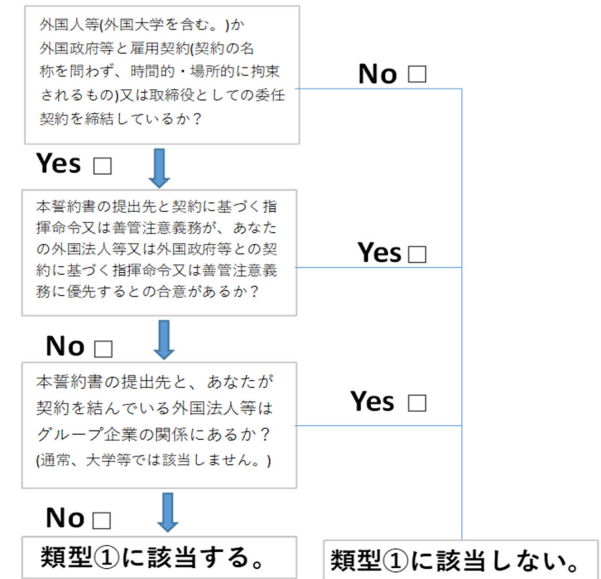 外国人等(外国大学を含む。)か
外国政府等と雇用契約(契約の名
称を問わず、時間的・場所的に拘束
されるもの)又は取締役としての委任
契約を締結しているか？
No □
Yes □
本誓約書の提出先と契約に基づく指
揮命令又は善管注意義務が、あなた
の外国法人等又は外国政府等との契
約に基づく指揮命令又は善管注意義
務に優先するとの合意があるか？
Yes □
No □
本誓約書の提出先と、あなたが
契約を結んでいる外国法人等は
グループ企業の関係にあるか？
(通常、大学等では該当しません。)
Yes □
No □
類型①に該当する。
類型①に該当しない。